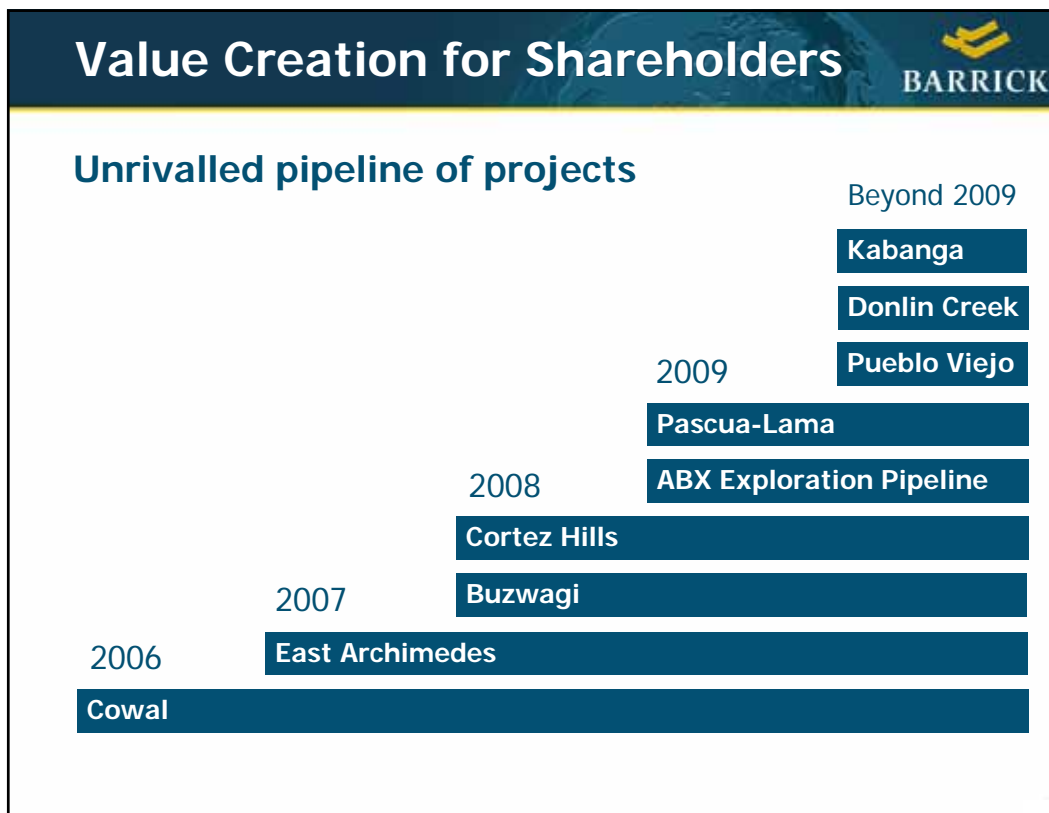 Value Creation for Shareholders
BARRICK
Unrivalled pipeline of projects
Beyond 2009
Kabanga
Donlin Creek
2009
Pueblo Viejo
Pascua-Lama
2008
ABX Exploration Pipeline
Cortez Hills
2007
Buzwagi
2006
East Archimedes
Cowal